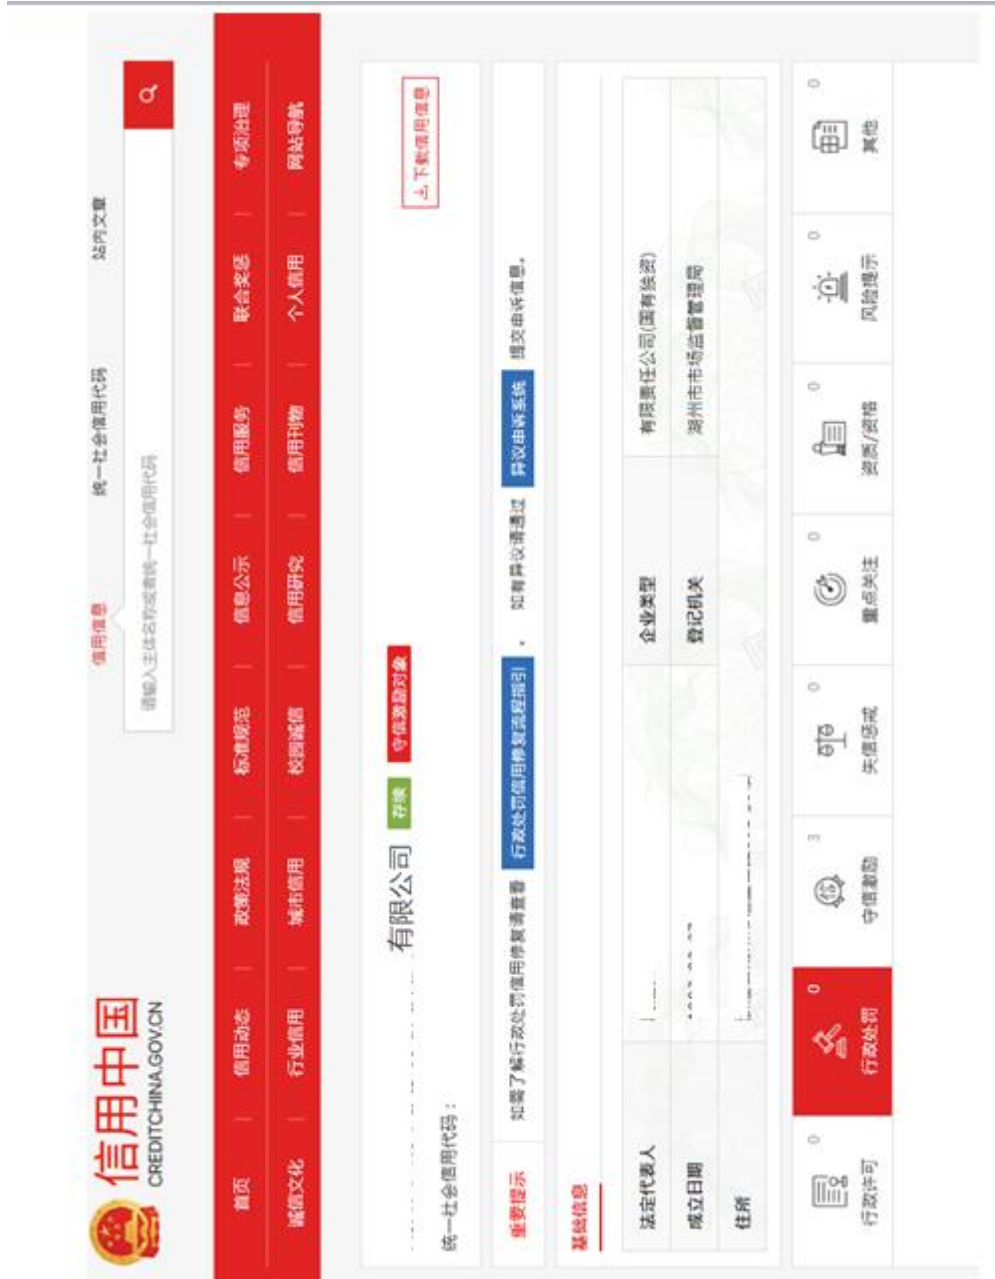 信用中国
CREDITCHINA.GOV.CN
信用信息 统一社会信用代码 站内文章
请输入主体名称或者统一社会信用代码
首页 | 信用动态 | 政策法规 | 标准规范 | 信息公示 | 信用服务 | 联合奖惩 | 专项治理
诚信文化 | 行业信用 | 城市信用 | 校园诚信 | 信用研究 | 信用刊物 | 个人信用 | 网站导航
有限公司 存续 守信激励对象
下载信用信息
统一社会信用代码：
重要提示 如需了解行政处罚信用修复请查看 行政处罚信用修复流程指引 。 如有异议请通过 异议申诉系统 提交申诉信息。
基础信息
法定代表人 企业类型 有限责任公司(国有独资)
成立日期 登记机关 湖州市市场监督管理局
住所
0 0 3 0 0 0 0 0
行政许可 行政处罚 守信激励 失信惩戒 重点关注 资质/资格 风险提示 其他